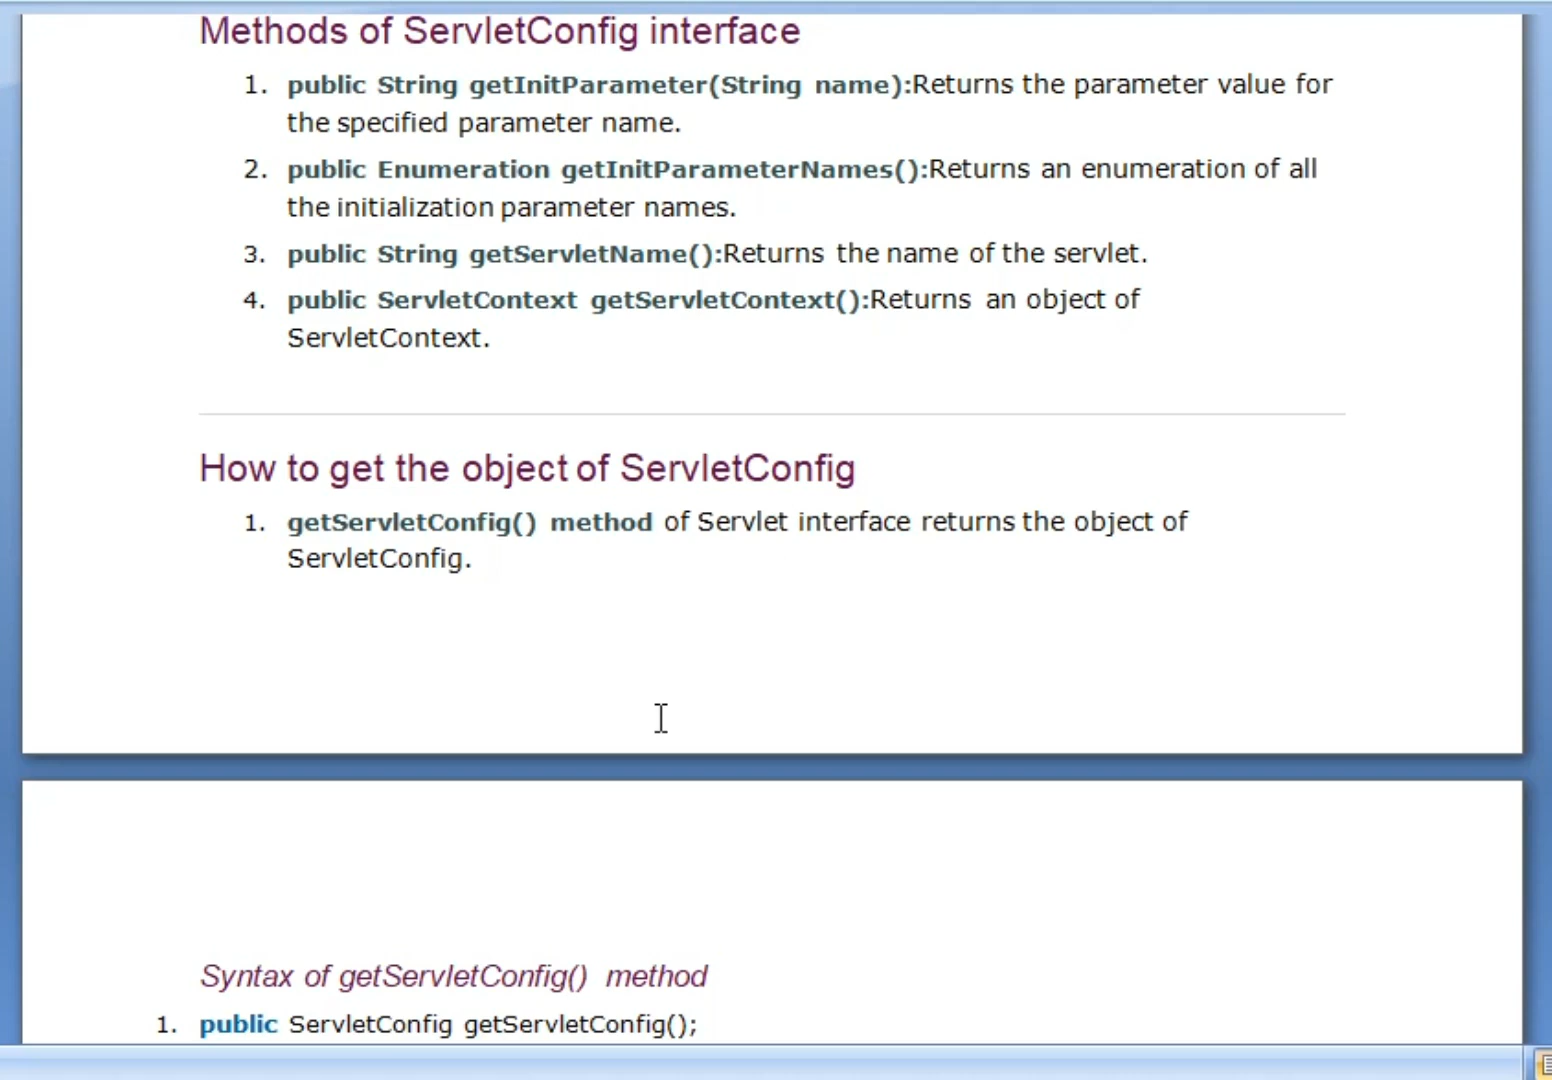 Methods of ServletConfig interface
1. public String getInitParameter(String name):Returns the parameter value for
the specified parameter name.
2. public Enumeration getInitParameterNames():Returns an enumeration of all
the initialization parameter names.
3. public String getServletName():Returns the name of the servlet.
4. public ServletContext getServletContext():Returns an object of
ServletContext.
How to get the object of ServletConfig
1. getServletConfig() method of Servlet interface returns the object of
ServletConfig.
Syntax of getServletConfig() method
1. public ServletConfig getServletConfig();